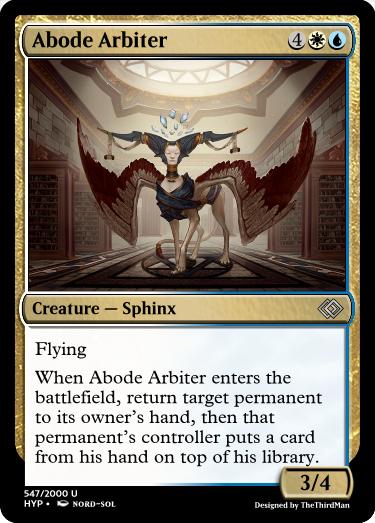 Abode Arbiter 4
Creature — Sphinx
Flying
When Abode Arbiter enters the
battlefield, return target permanent
to its owner's hand, then that
permanent's controller puts a card
from his hand on top of his library.
3/4
547/2000 U
HYP • NORD-SOL
Designed by TheThirdMan